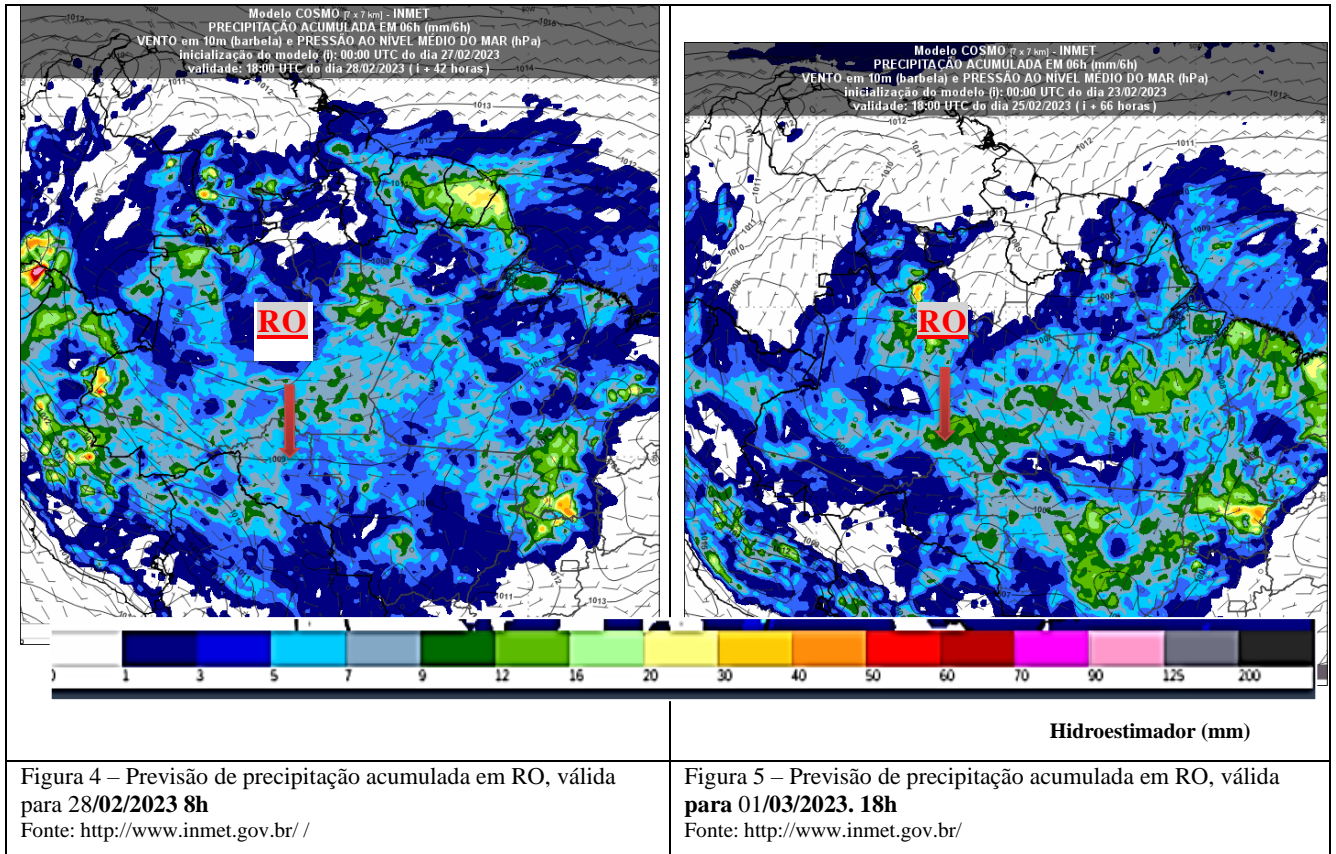 Modelo COSMO [7 x 7 km] - INMET
PRECIPITAÇÃO ACUMULADA EM 06h (mm/6h)
VENTO em 10m (barbela) e PRESSÃO AO NÍVEL MÉDIO DO MAR (hPa)
inicialização do modelo (i): 00:00 UTC do dia 27/02/2023
validade: 18:00 UTC do dia 28/02/2023 ( i + 42 horas )
RO
Modelo COSMO [7 x 7 km] - INMET
PRECIPITAÇÃO ACUMULADA EM 06h (mm/6h)
VENTO em 10m (barbela) e PRESSÃO AO NÍVEL MÉDIO DO MAR (hPa)
inicialização do modelo (i): 00:00 UTC do dia 23/02/2023
validade: 18:00 UTC do dia 25/02/2023 ( i + 66 horas )
RO
1 3 5 7 9 12 16 20 30 40 50 60 70 90 125 200
Hidroestimador (mm)
Figura 4 – Previsão de precipitação acumulada em RO, válida
para 28/02/2023 8h
Fonte: http://www.inmet.gov.br/ /
Figura 5 – Previsão de precipitação acumulada em RO, válida
para 01/03/2023. 18h
Fonte: http://www.inmet.gov.br/